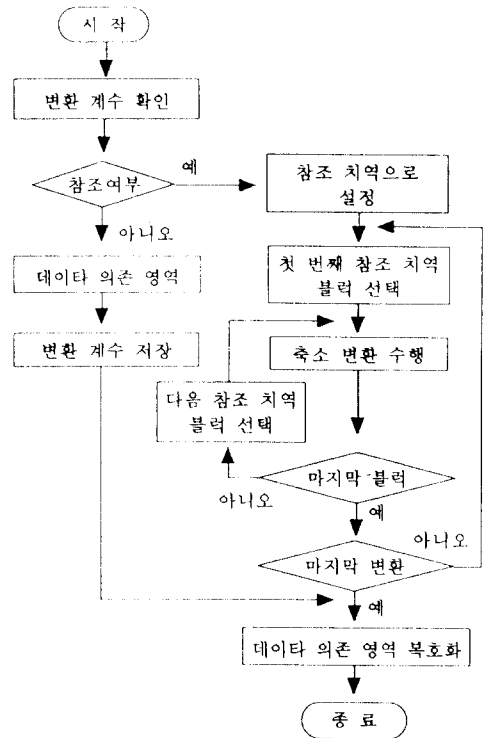 시 작
변환 계수 확인
참조여부
예
아니오
참조 치역으로
설정
데이타 의존 영역
첫 번째 참조 치역
블럭 선택
변환 계수 저장
축소 변환 수행
다음 참조 치역
블럭 선택
마지막 블럭
아니오
예
아니오
마지막 변환
예
데이타 의존 영역 복호화
종 료